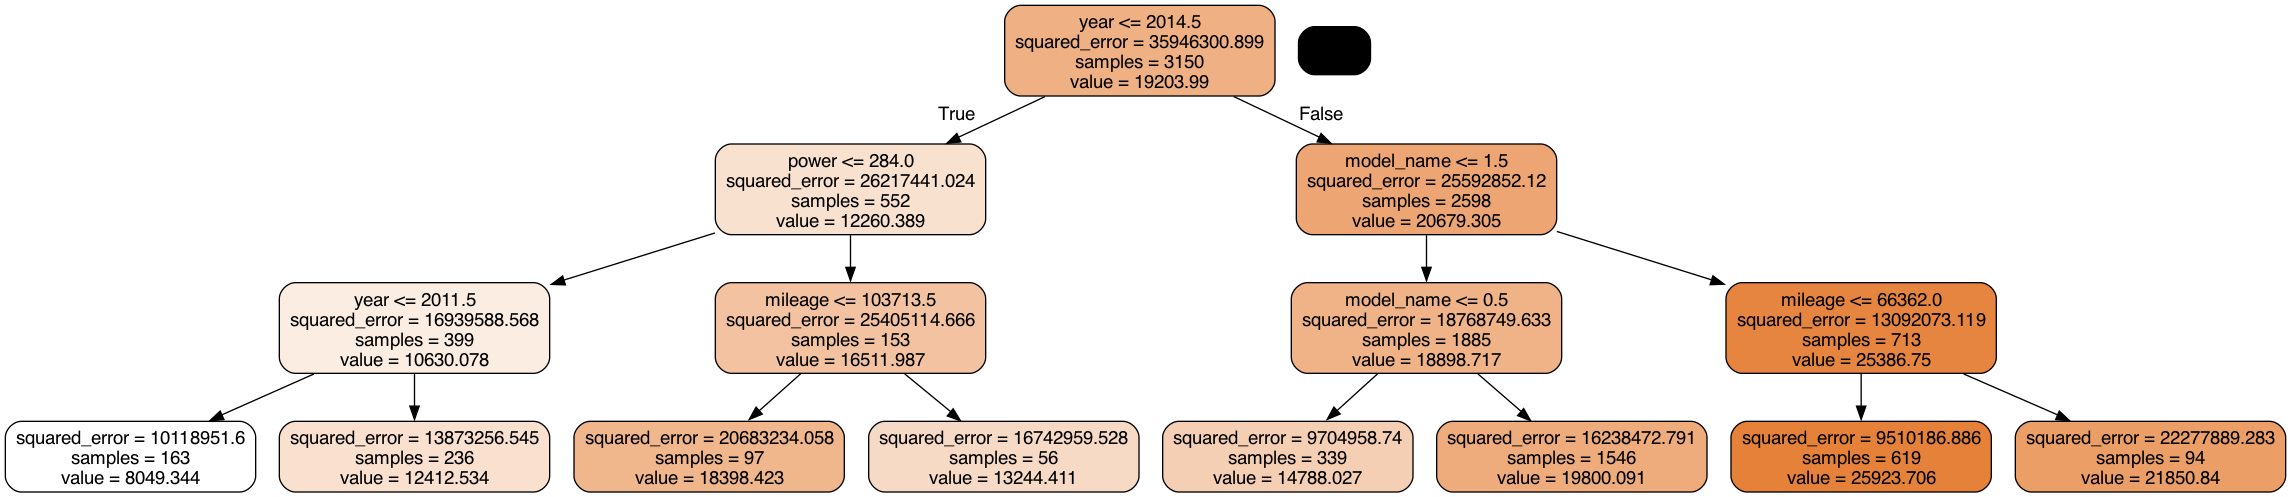 year <= 2014.5
squared_error = 35946300.899
samples = 3150
value = 19203.99
True
False
power <= 284.0
squared_error = 26217441.024
samples = 552
value = 12260.389
model_name <= 1.5
squared_error = 25592852.12
samples = 2598
value = 20679.305
year <= 2011.5
squared_error = 16939588.568
samples = 399
value = 10630.078
mileage <= 103713.5
squared_error = 25405114.666
samples = 153
value = 16511.987
model_name <= 0.5
squared_error = 18768749.633
samples = 1885
value = 18898.717
mileage <= 66362.0
squared_error = 13092073.119
samples = 713
value = 25386.75
squared_error = 10118951.6
samples = 163
value = 8049.344
squared_error = 13873256.545
samples = 236
value = 12412.534
squared_error = 20683234.058
samples = 97
value = 18398.423
squared_error = 16742959.528
samples = 56
value = 13244.411
squared_error = 9704958.74
samples = 339
value = 14788.027
squared_error = 16238472.791
samples = 1546
value = 19800.091
squared_error = 9510186.886
samples = 619
value = 25923.706
squared_error = 22277889.283
samples = 94
value = 21850.84